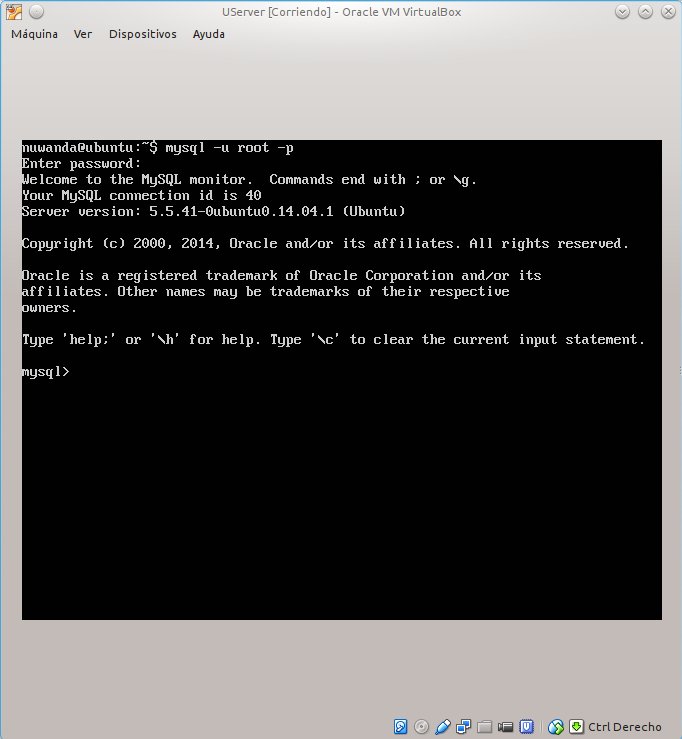 UServer [Corriendo] - Oracle VM VirtualBox
Máquina Ver Dispositivos Ayuda
nuwanda@ubuntu:~$ mysql -u root -p
Enter password:
Welcome to the MySQL monitor.  Commands end with ; or \g.
Your MySQL connection id is 40
Server version: 5.5.41-0ubuntu0.14.04.1 (Ubuntu)
Copyright (c) 2000, 2014, Oracle and/or its affiliates. All rights reserved.
Oracle is a registered trademark of Oracle Corporation and/or its
affiliates. Other names may be trademarks of their respective
owners.
Type 'help;' or '\h' for help. Type '\c' to clear the current input statement.
mysql>
Ctrl Derecho